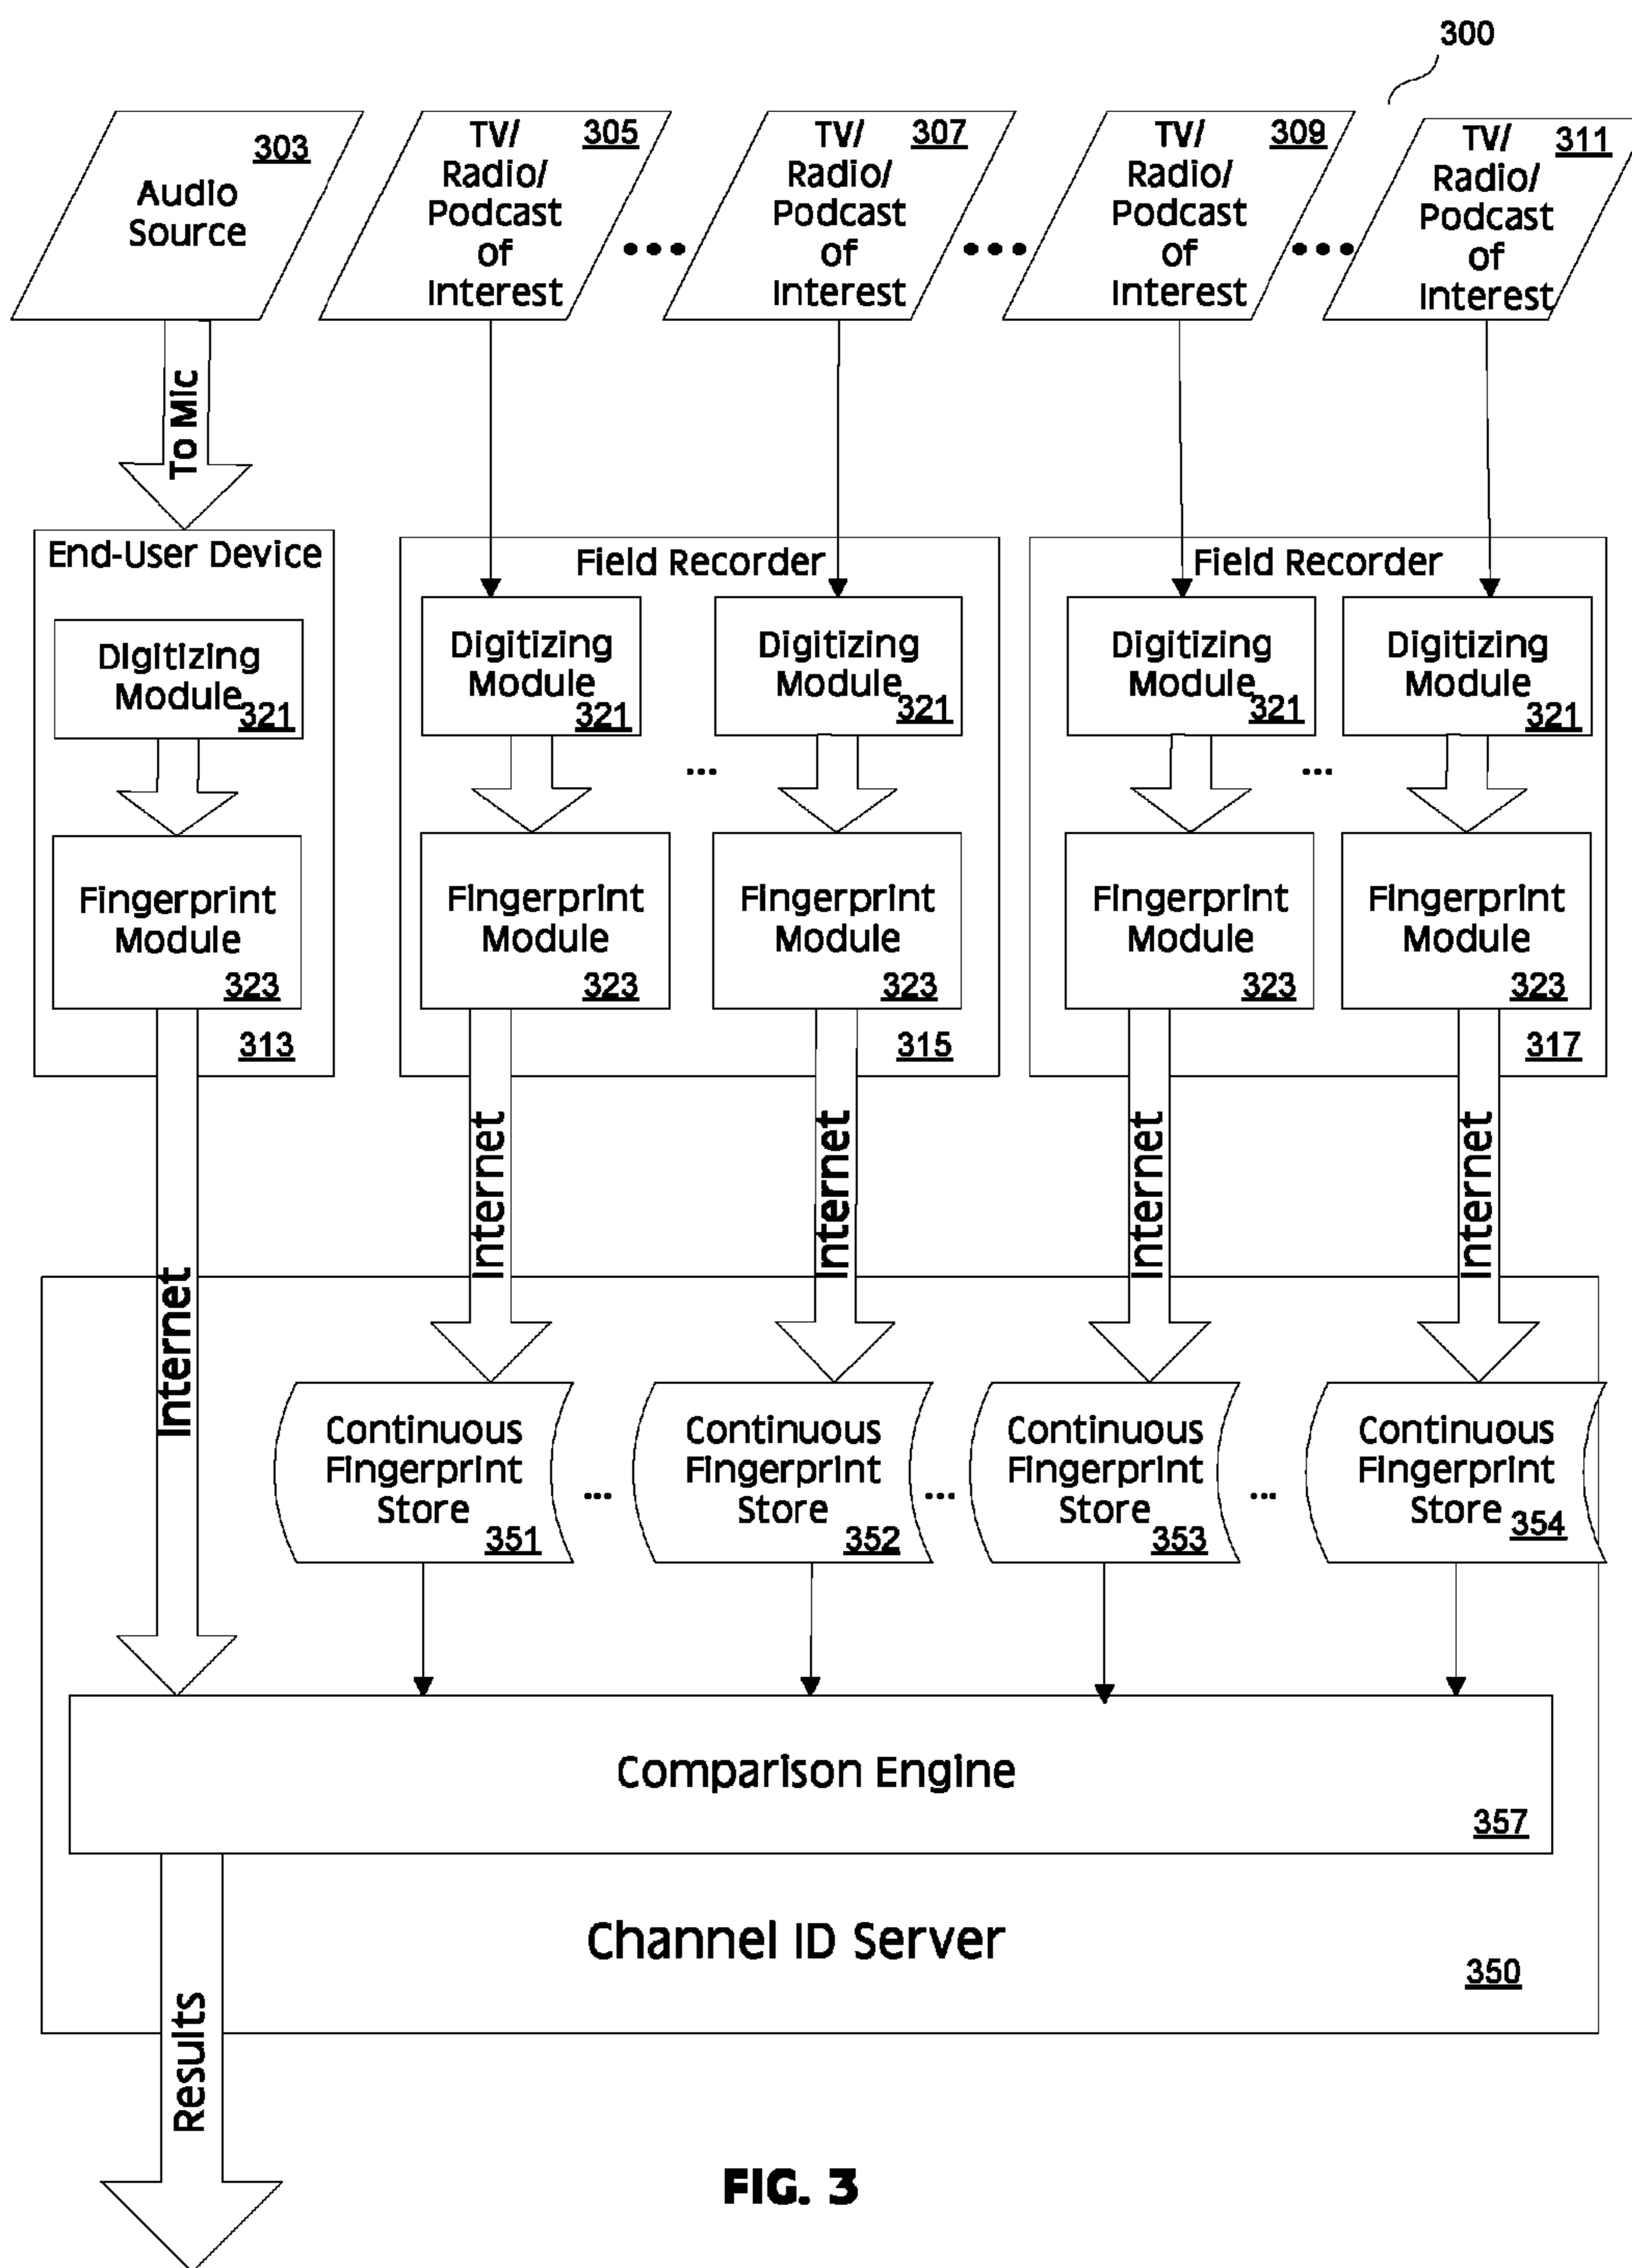 300
303
Audio
Source
TV/ 305
Radio/
Podcast
of
Interest
TV/ 307
Radio/
Podcast
of
Interest
TV/ 309
Radio/
Podcast
of
Interest
TV/ 311
Radio/
Podcast
of
Interest
•••
•••
•••
To Mic
End-User Device
Digitizing
Module
321
Fingerprint
Module
323
313
Field Recorder
Digitizing
Module
321
Digitizing
Module
321
...
Fingerprint
Module
323
Fingerprint
Module
323
315
Field Recorder
Digitizing
Module
321
Digitizing
Module
321
...
Fingerprint
Module
323
Fingerprint
Module
323
317
Internet
Internet
Internet
Internet
Internet
Continuous
Fingerprint
Store
351
...
Continuous
Fingerprint
Store
352
...
Continuous
Fingerprint
Store
353
...
Continuous
Fingerprint
Store 354
Comparison Engine
357
Channel ID Server
350
Results
FIG. 3